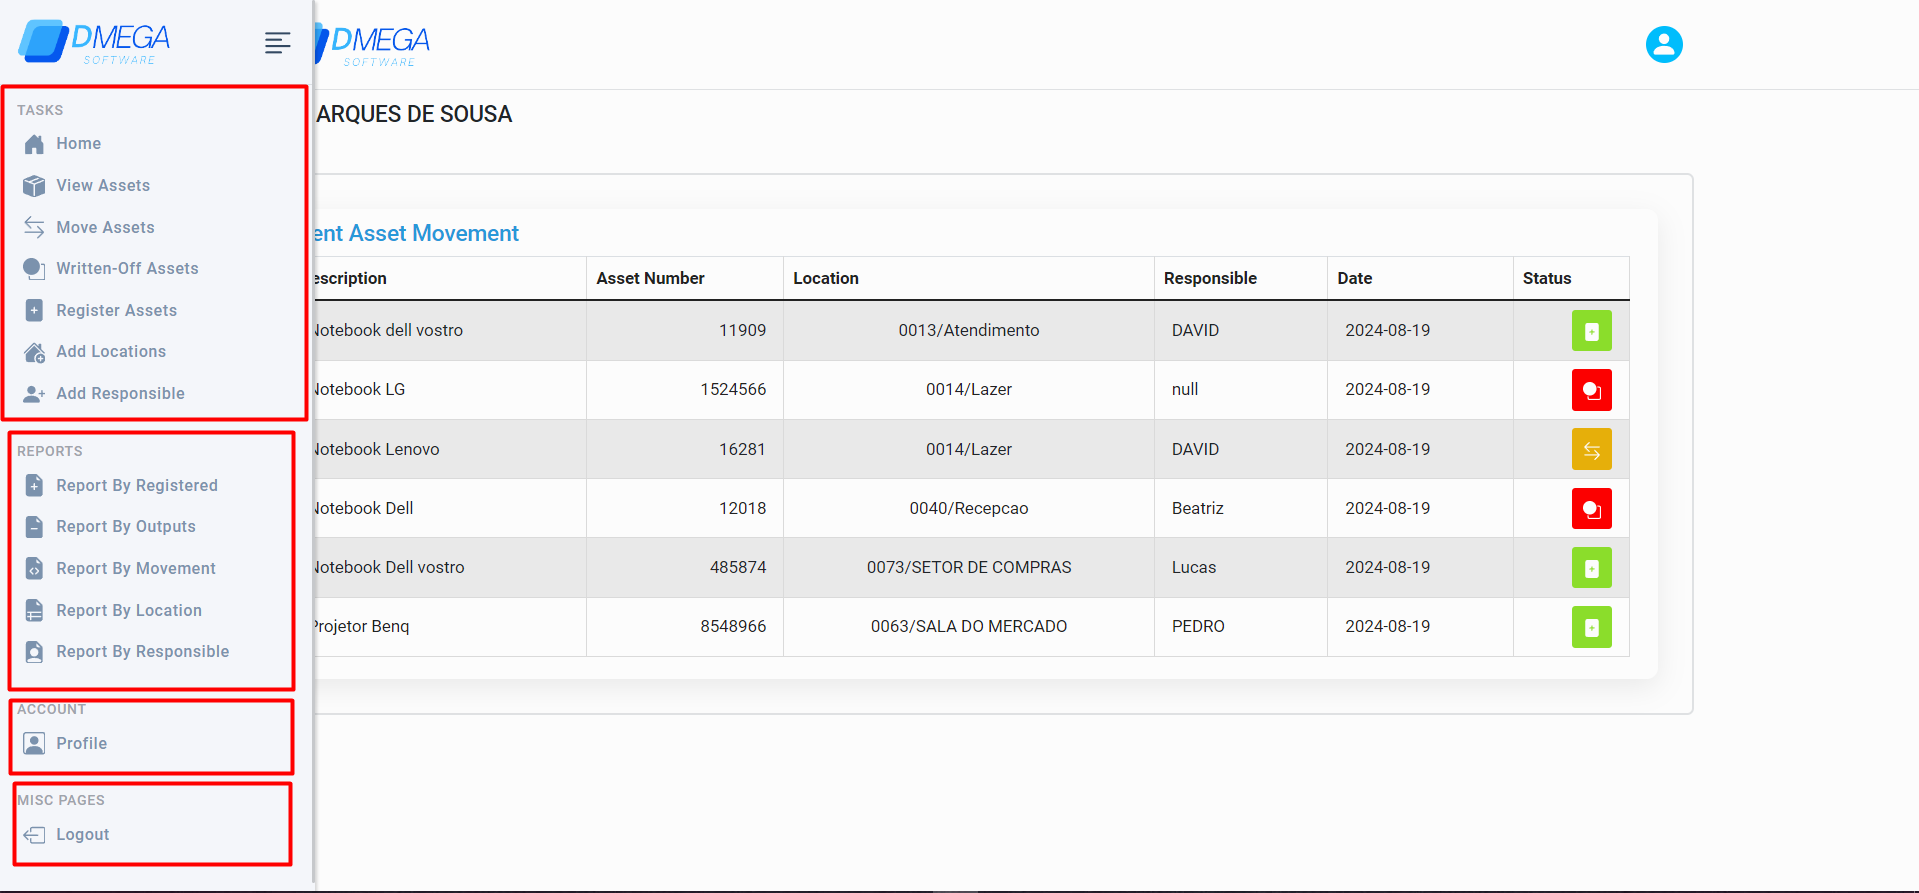 DMEGA
SOFTWARE
DMEGA
SOFTWARE
TASKS
Home
View Assets
Move Assets
Written-Off Assets
Register Assets
Add Locations
Add Responsible
REPORTS
Report By Registered
Report By Outputs
Report By Movement
Report By Location
Report By Responsible
ACCOUNT
Profile
MISC PAGES
Logout
ARQUES DE SOUSA
ent Asset Movement
escription Asset Number Location Responsible Date Status
Notebook dell vostro 11909 0013/Atendimento DAVID 2024-08-19
Notebook LG 1524566 0014/Lazer null 2024-08-19
Notebook Lenovo 16281 0014/Lazer DAVID 2024-08-19
Notebook Dell 12018 0040/Recepcao Beatriz 2024-08-19
Notebook Dell vostro 485874 0073/SETOR DE COMPRAS Lucas 2024-08-19
Projetor Benq 8548966 0063/SALA DO MERCADO PEDRO 2024-08-19